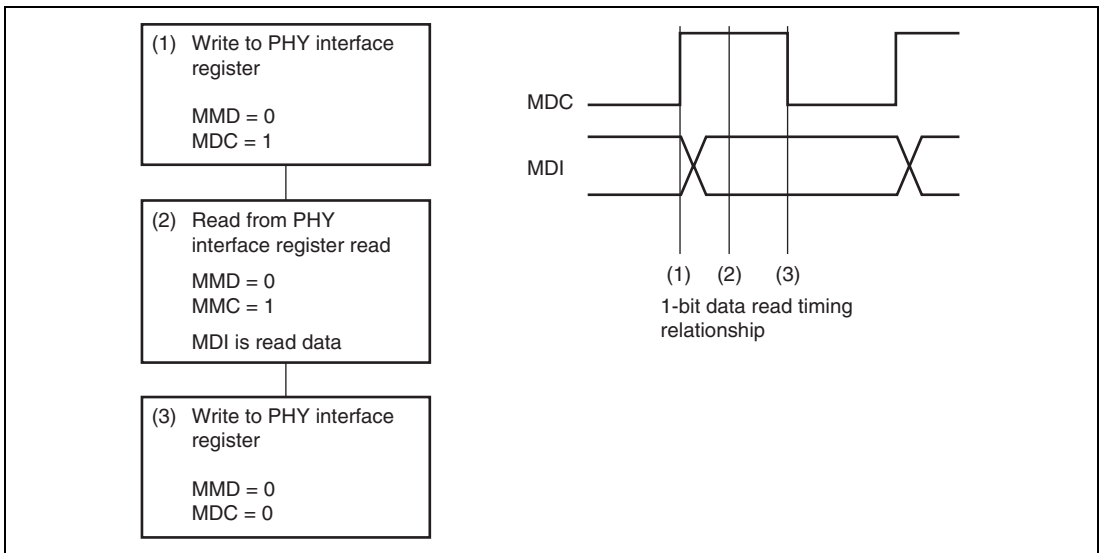 (1) Write to PHY interface
register
MMD = 0
MDC = 1
(2) Read from PHY
interface register read
MMD = 0
MMC = 1
MDI is read data
(3) Write to PHY interface
register
MMD = 0
MDC = 0
MDC
MDI
(1) (2) (3)
1-bit data read timing
relationship